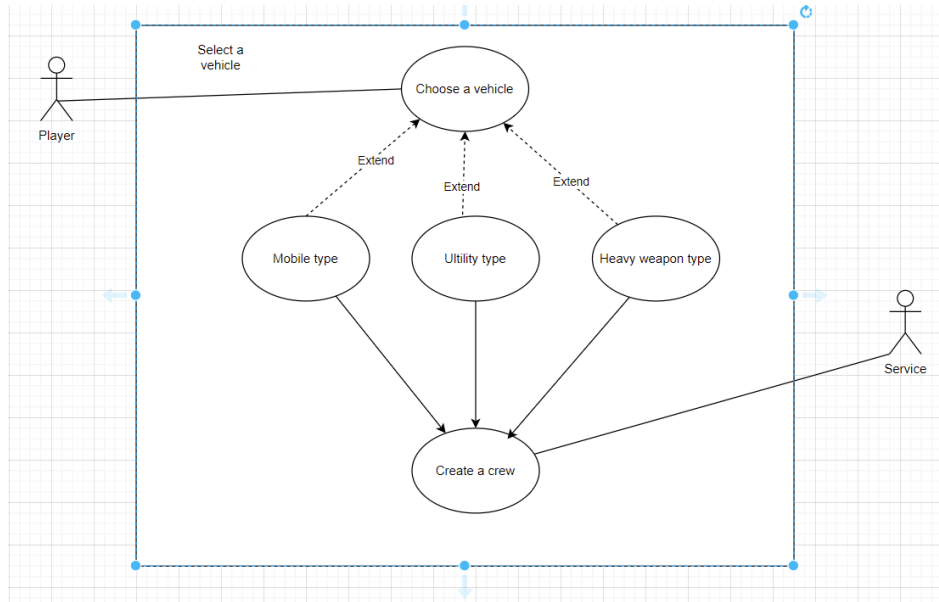 Select a
vehicle
Choose a vehicle
Player
Extend
Extend
Extend
Mobile type
Ultility type
Heavy weapon type
Service
Create a crew